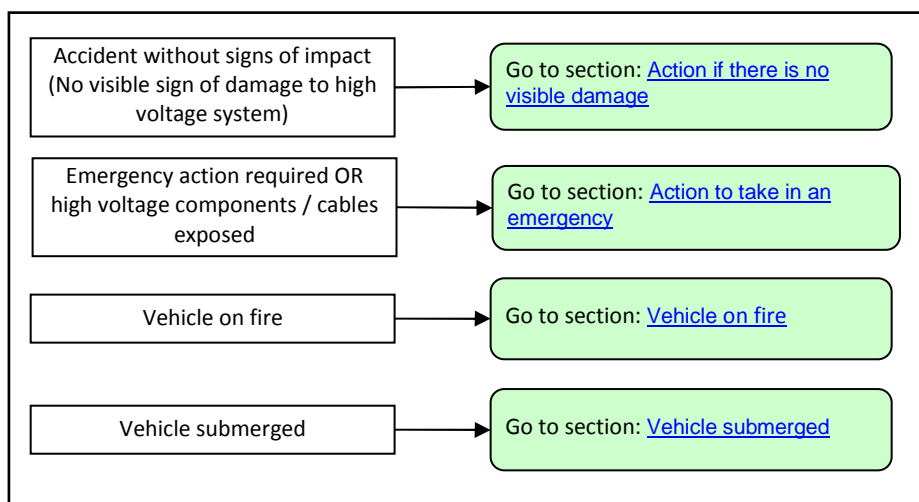 Accident without signs of impact
(No visible sign of damage to high
voltage system)
Go to section: Action if there is no
visible damage
Emergency action required OR
high voltage components / cables
exposed
Go to section: Action to take in an
emergency
Vehicle on fire
Go to section: Vehicle on fire
Vehicle submerged
Go to section: Vehicle submerged